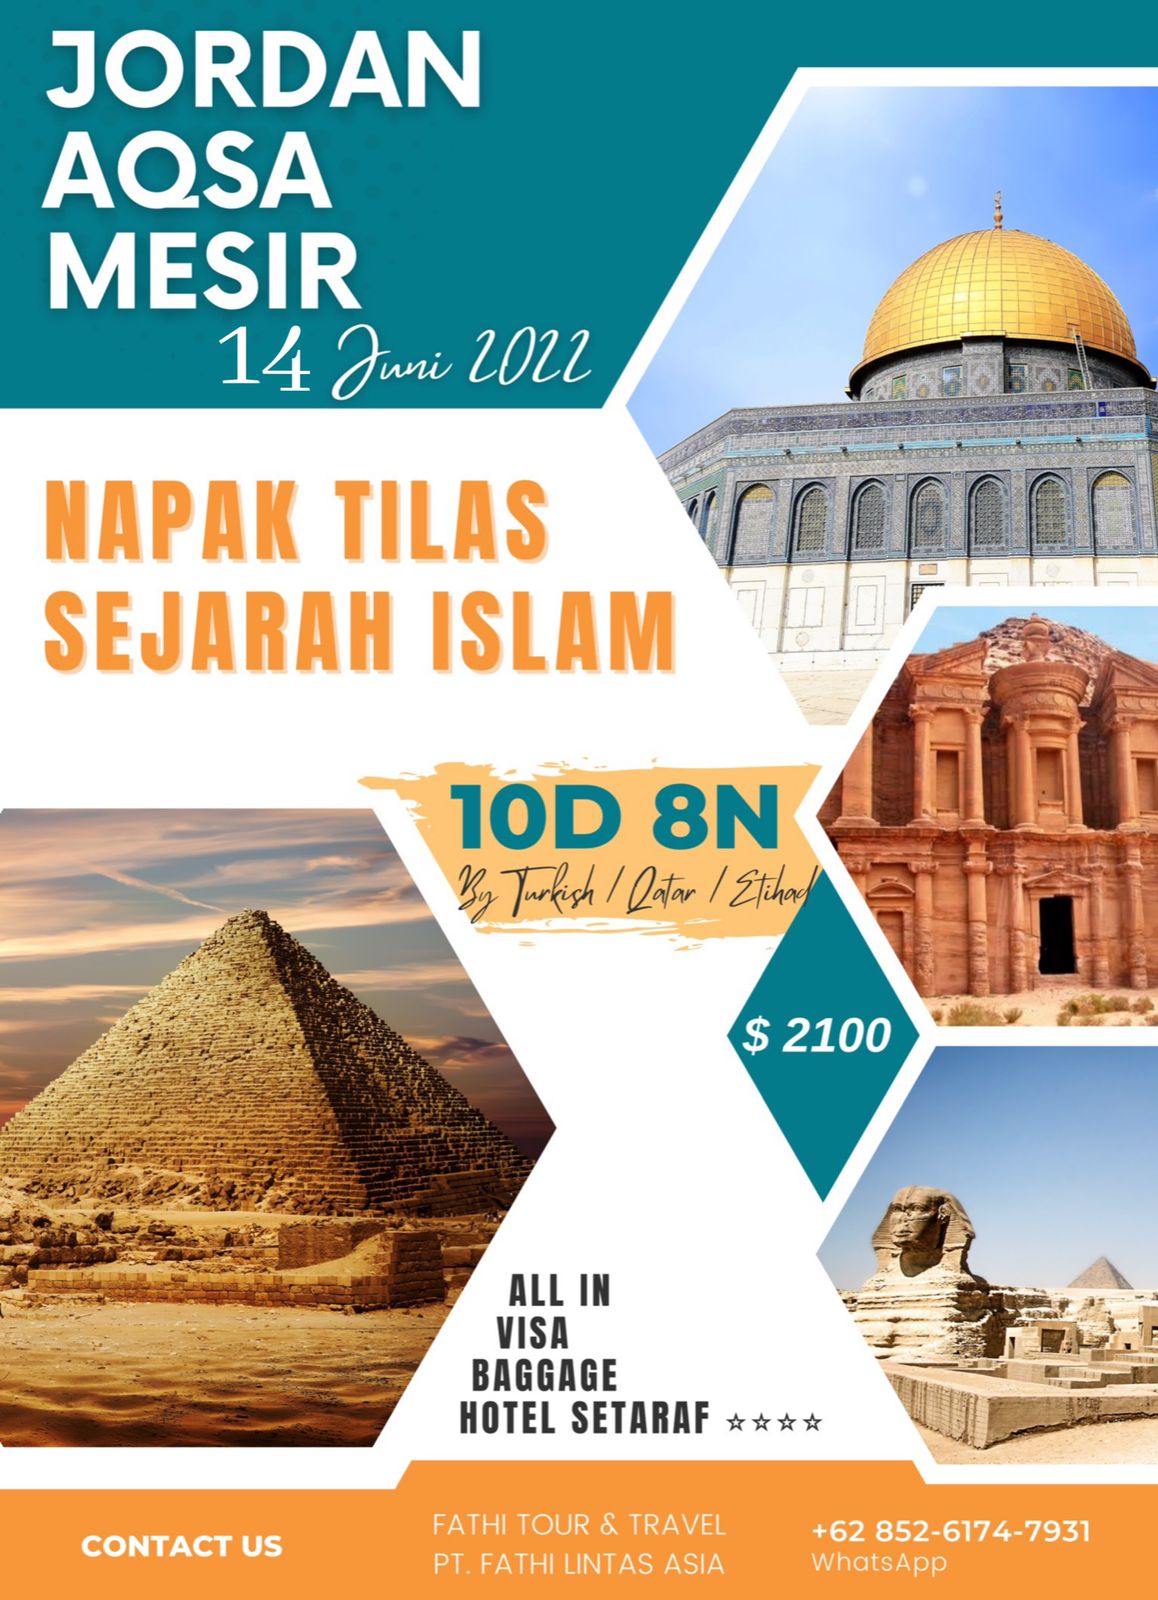 JORDAN
AQSA
MESIR
14 Juni 2022
NAPAK TILAS
SEJARAH ISLAM
10D 8N
By Turkish / Qatar / Etihad
$ 2100
ALL IN
VISA
BAGGAGE
HOTEL SETARAF ☆☆☆☆
CONTACT US
FATHI TOUR & TRAVEL
PT. FATHI LINTAS ASIA
+62 852-6174-7931
WhatsApp